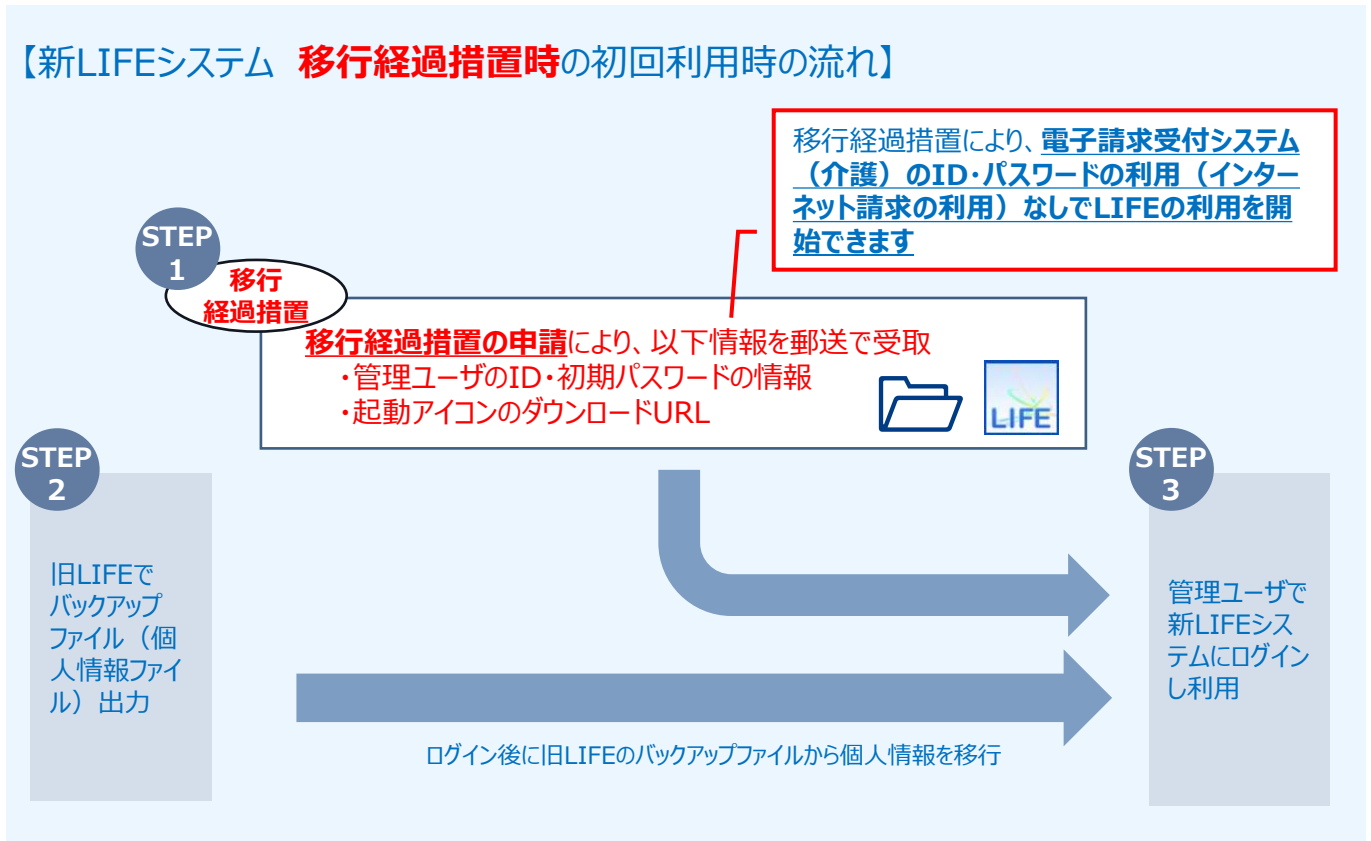 【新LIFEシステム 移行経過措置時の初回利用時の流れ】
移行経過措置により、電子請求受付システム
（介護）のID・パスワードの利用（インター
ネット請求の利用）なしでLIFEの利用を開
始できます
STEP
1
移行
経過措置
移行経過措置の申請により、以下情報を郵送で受取
・管理ユーザのID・初期パスワードの情報
・起動アイコンのダウンロードURL
LIFE
STEP
2
旧LIFEで
バックアップ
ファイル（個
人情報ファイ
ル）出力
STEP
3
管理ユーザで
新LIFEシス
テムにログイン
し利用
ログイン後に旧LIFEのバックアップファイルから個人情報を移行